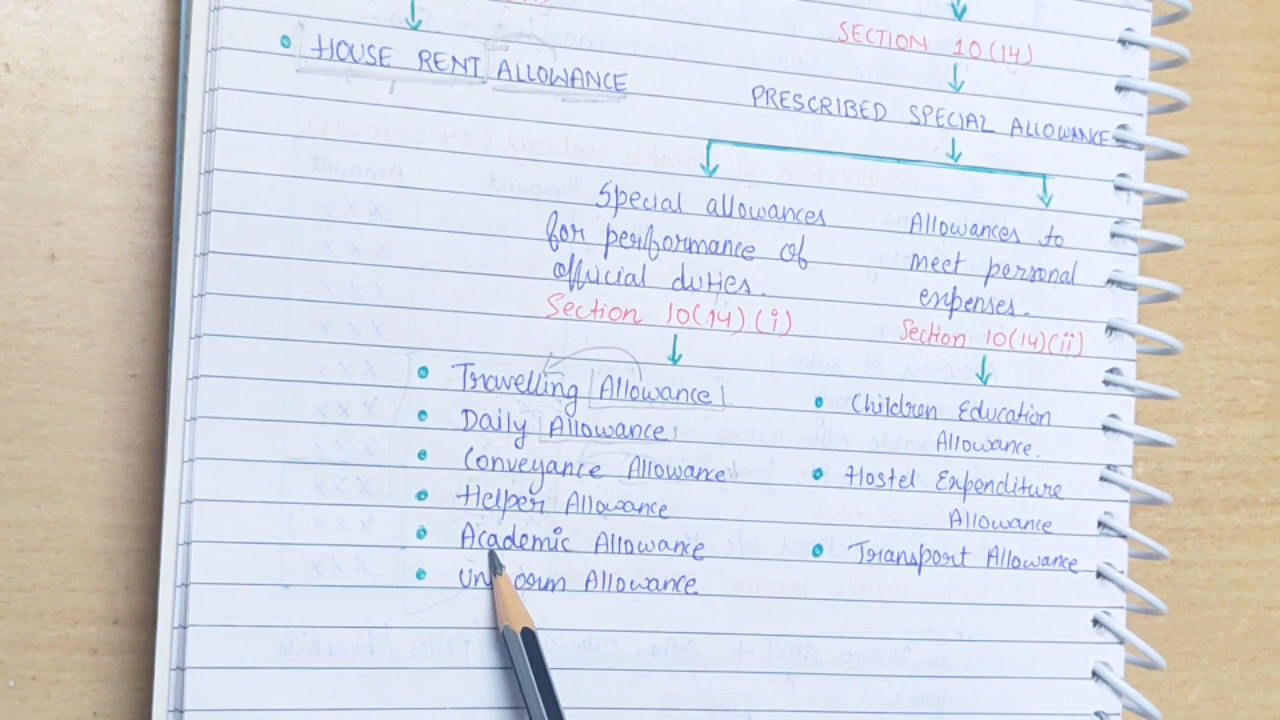 SECTION 10(14)
• HOUSE RENT ALLOWANCE
PRESCRIBED SPECIAL ALLOWANCE
Special allowances
for performance of
official duties.
Section 10(14)(i)
Allowances to
meet personal
expenses.
Section 10(14)(ii)
• Travelling Allowance
• Daily Allowance
• Conveyance Allowance
• Helper Allowance
• Academic Allowance
• Uniform Allowance
• Children Education
Allowance.
• Hostel Expenditure
Allowance
• Transport Allowance